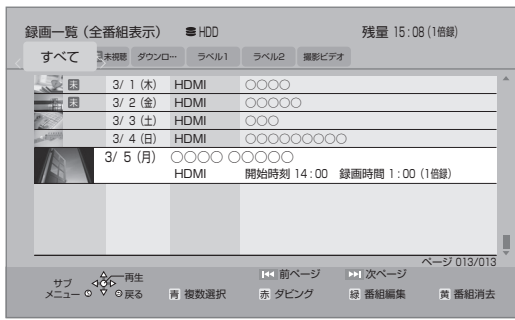 録画一覧（全番組表示） HDD 残量 15:08 (1倍録)
すべて 未視聴 ダウンロ… ラベル1 ラベル2 撮影ビデオ
未 3/ 1 (木) HDMI ○○○○
未 3/ 2 (金) HDMI ○○○○○
3/ 3 (土) HDMI ○○○
3/ 4 (日) HDMI ○○○○○○○○○
3/ 5 (月) ○○○○ ○○○○○
HDMI 開始時刻 14:00 録画時間 1:00 (1倍録)
ページ 013/013
サブメニュー 再生 戻る 前ページ 次ページ
青 複数選択 赤 ダビング 緑 番組編集 黄 番組消去